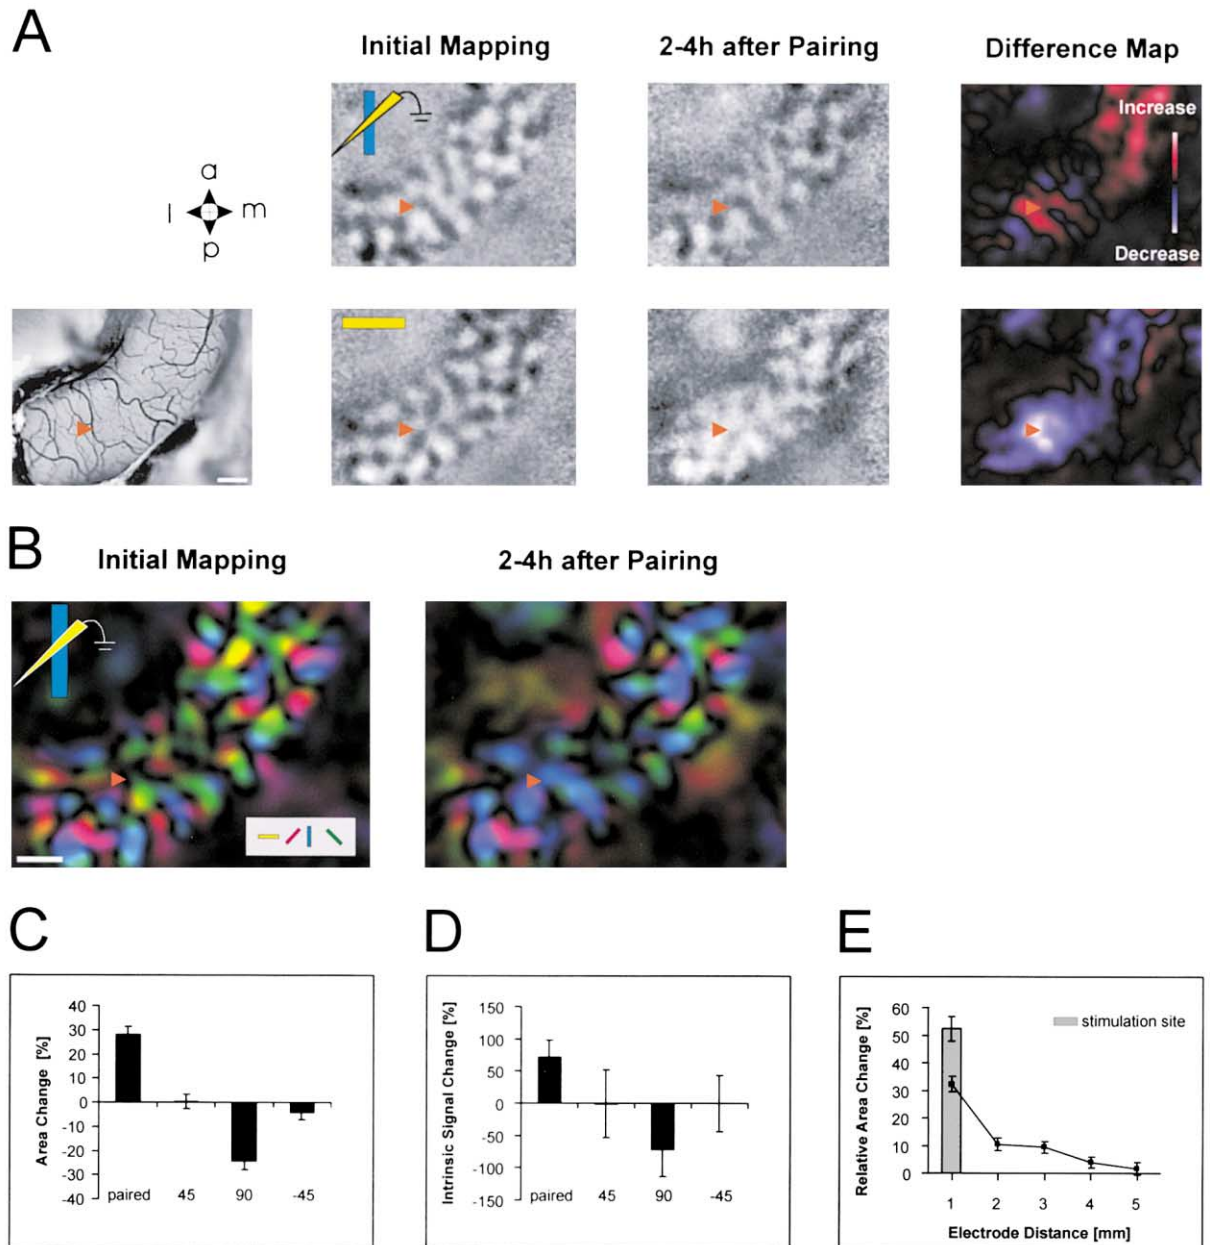 A
Initial Mapping
2-4h after Pairing
Difference Map
Increase
Decrease
a
l
m
p
B
Initial Mapping
2-4h after Pairing
C
D
E
Area Change [%]
40
30
20
10
0
-10
-20
-30
-40
paired
45
90
-45
Intrinsic Signal Change [%]
150
100
50
0
-50
-100
-150
paired
45
90
-45
Relative Area Change [%]
60
50
40
30
20
10
0
stimulation site
1
2
3
4
5
Electrode Distance [mm]